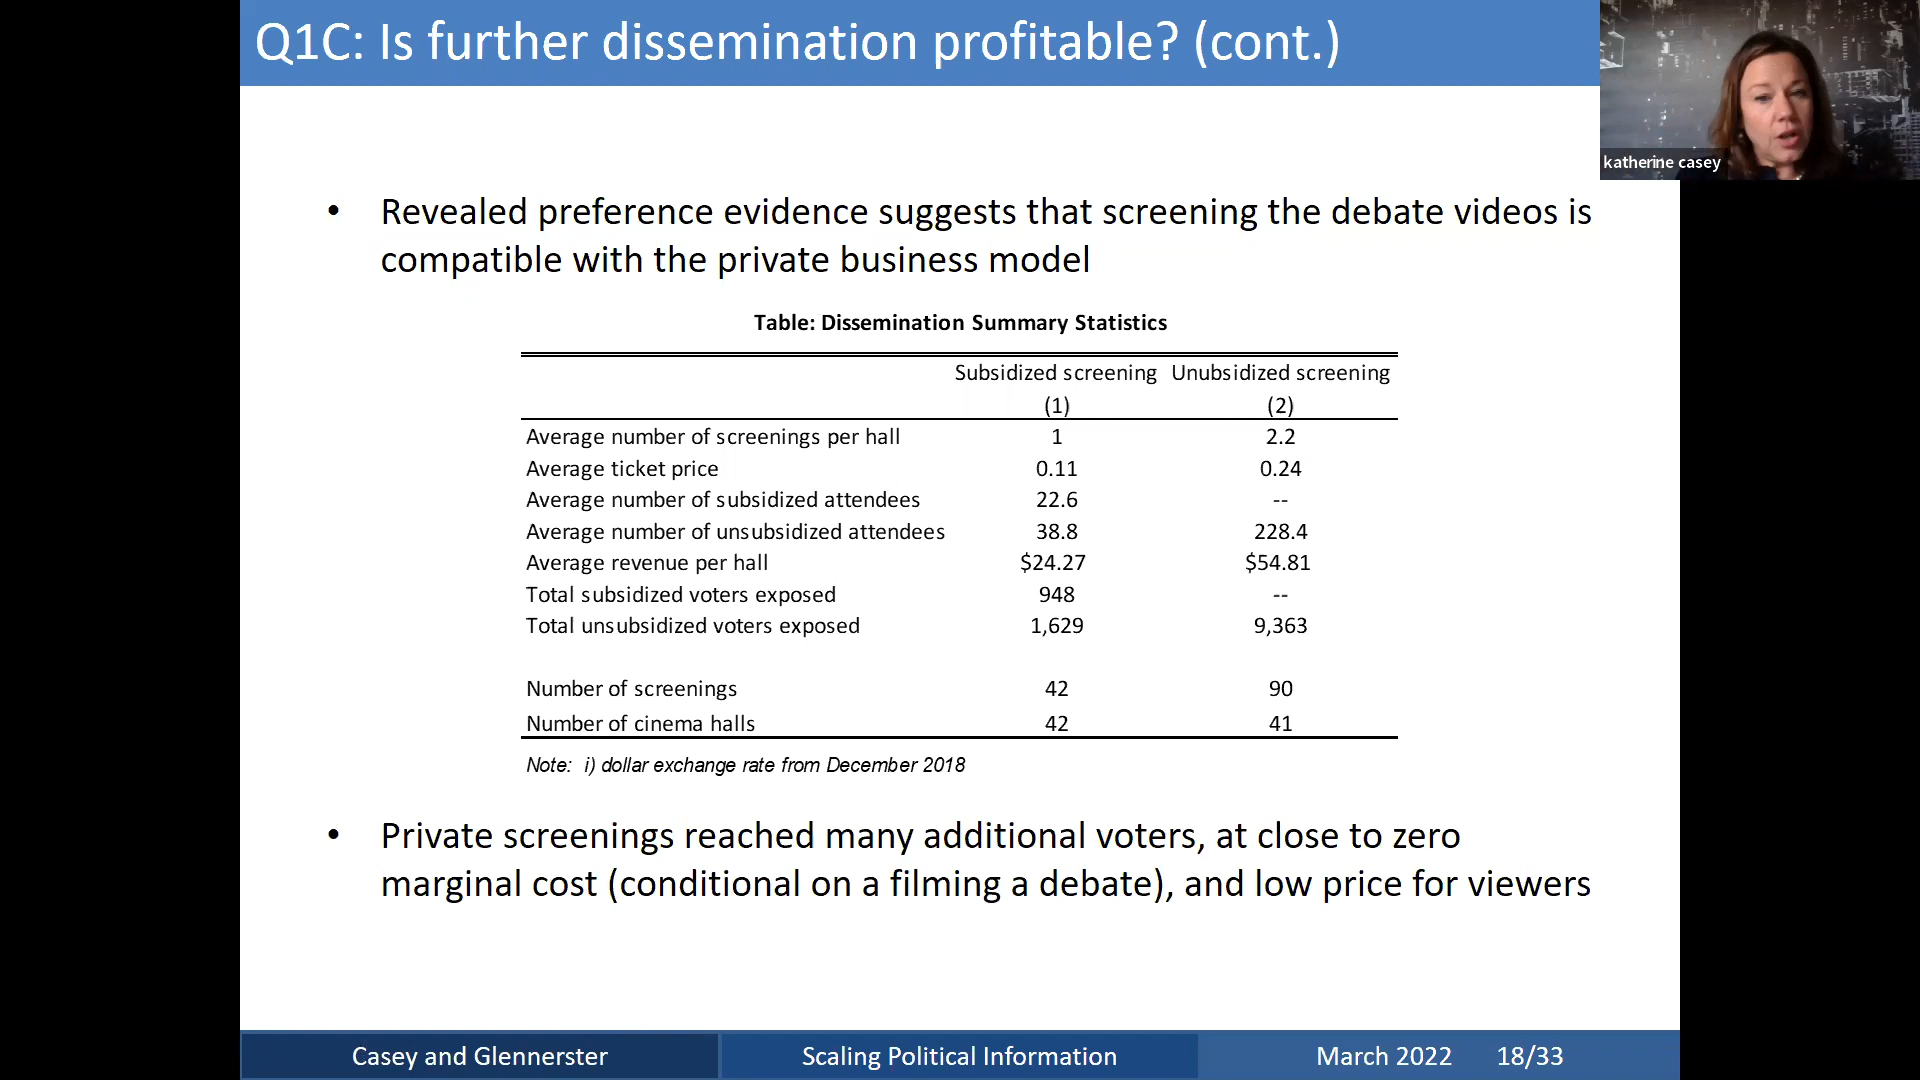 Q1C: Is further dissemination profitable? (cont.)
katherine casey
• Revealed preference evidence suggests that screening the debate videos is
compatible with the private business model
Table: Dissemination Summary Statistics
Subsidized screening Unubsidized screening
(1) (2)
Average number of screenings per hall 1 2.2
Average ticket price 0.11 0.24
Average number of subsidized attendees 22.6 --
Average number of unsubsidized attendees 38.8 228.4
Average revenue per hall $24.27 $54.81
Total subsidized voters exposed 948 --
Total unsubsidized voters exposed 1,629 9,363
Number of screenings 42 90
Number of cinema halls 42 41
Note: i) dollar exchange rate from December 2018
• Private screenings reached many additional voters, at close to zero
marginal cost (conditional on a filming a debate), and low price for viewers
Casey and Glennerster Scaling Political Information March 2022 18/33